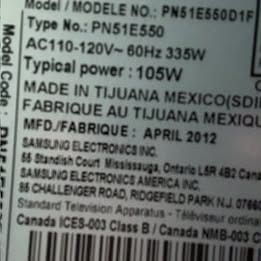 MODEL / MODÈLE NO.: PN51E550D1F
Type No.: PN51E550
AC110-120V~ 60Hz 335W
Typical power : 105W
MADE IN TIJUANA MEXICO(SDI
FABRIQUE AU TIJUANA MEXIQU
MFD./FABRIQUE : APRIL 2012
SAMSUNG ELECTRONICS INC.
55 Standish Court Mississauga, Ontario L5R 4B2 Cana
SAMSUNG ELECTRONICS AMERICA INC.
85 CHALLENGER ROAD, RIDGEFIELD PARK N.J. 0766
Standard Television Apparatus - Téléviseur ordina
Canada ICES-003 Class B / Canada NMB-003 C
Model Code: